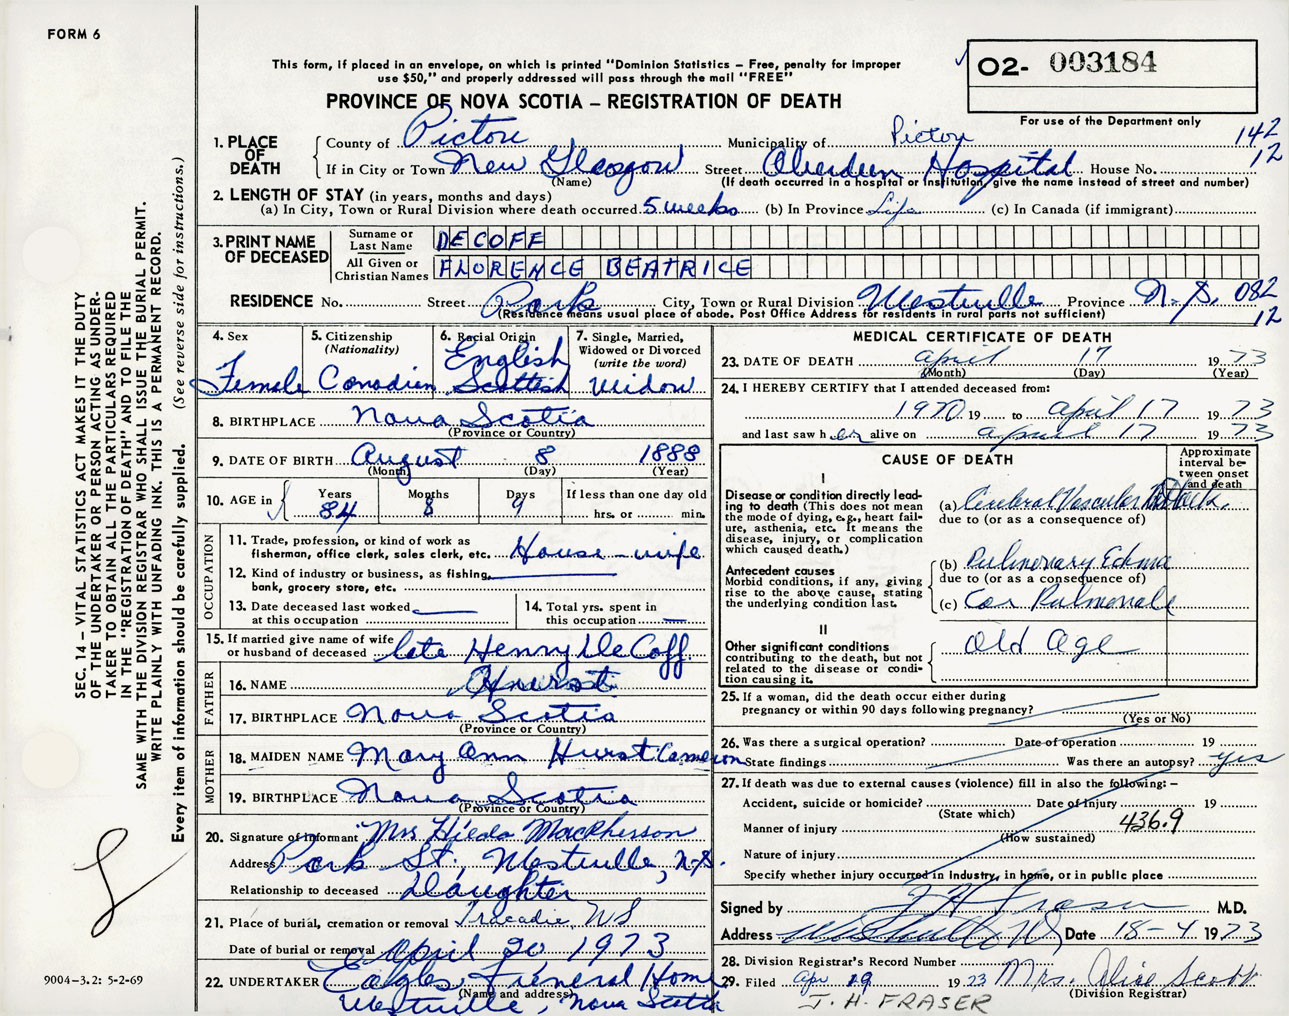 FORM 6
This form, if placed in an envelope, on which is printed "Dominion Statistics – Free, penalty for improper
use $50," and properly addressed will pass through the mail "FREE"
O2- 003184
For use of the Department only
PROVINCE OF NOVA SCOTIA – REGISTRATION OF DEATH
142
12
1. PLACE OF DEATH County of Pictou Municipality of Pictou
If in City or Town New Glasgow Street Aberdeen Hospital House No.
(Name) (If death occurred in a hospital or institution, give the name instead of street and number)
2. LENGTH OF STAY (in years, months and days)
(a) In City, Town or Rural Division where death occurred 5 weeks (b) In Province Life (c) In Canada (if immigrant)
3. PRINT NAME OF DECEASED
Surname or Last Name DECOFF
All Given or Christian Names FLORENCE BEATRICE
RESIDENCE No. Street Park City, Town or Rural Division Westville Province N.S. 082
12
(Residence means usual place of abode. Post Office Address for residents in rural parts not sufficient)
4. Sex Female
5. Citizenship (Nationality) Canadian
6. Racial Origin English Scottish
7. Single, Married, Widowed or Divorced (write the word) Widow
8. BIRTHPLACE Nova Scotia
(Province or Country)
9. DATE OF BIRTH August 8 1888
(Month) (Day) (Year)
10. AGE in Years 84 Months 8 Days 9 If less than one day old hrs. or min.
OCCUPATION
11. Trade, profession, or kind of work as
fisherman, office clerk, sales clerk, etc. House-wife
12. Kind of industry or business, as fishing,
bank, grocery store, etc.
13. Date deceased last worked
at this occupation
14. Total yrs. spent in
this occupation
15. If married give name of wife
or husband of deceased late Henry DeCoff
FATHER
16. NAME Hurst
17. BIRTHPLACE Nova Scotia
(Province or Country)
MOTHER
18. MAIDEN NAME Mary Ann Hurst Cameron
19. BIRTHPLACE Nova Scotia
(Province or Country)
20. Signature of informant Mrs Hilda MacPherson
Address Park St., Westville, N.S.
Relationship to deceased Daughter
21. Place of burial, cremation or removal Tracadie, NS
Date of burial or removal April 20 1973
22. UNDERTAKER Eagles Funeral Home
(Name and address)
Westville, Nova Scotia
MEDICAL CERTIFICATE OF DEATH
23. DATE OF DEATH April 17 1973
(Month) (Day) (Year)
24. I HEREBY CERTIFY that I attended deceased from:
1970 19 to April 17 1973
and last saw her alive on April 17 1973
CAUSE OF DEATH
Approximate interval between onset and death
I
Disease or condition directly lead-
ing to death (This does not mean
the mode of dying, e.g., heart fail-
ure, asthenia, etc. It means the
disease, injury, or complication
which caused death.)
(a) Cerebral Vascular Attack.
due to (or as a consequence of)
Antecedent causes
Morbid conditions, if any, giving
rise to the above cause, stating
the underlying condition last.
(b) Pulmonary Edema
due to (or as a consequence of)
(c) Cor Pulmonale
II
Other significant conditions
contributing to the death, but not
related to the disease or condi-
tion causing it.
Old Age
25. If a woman, did the death occur either during
pregnancy or within 90 days following pregnancy?
(Yes or No)
26. Was there a surgical operation? Date of operation 19
State findings Was there an autopsy? yes
27. If death was due to external causes (violence) fill in also the following: –
Accident, suicide or homicide? Date of injury 19
(State which)
Manner of injury 436.9
(How sustained)
Nature of injury
Specify whether injury occurred in industry, in home, or in public place
Signed by J H Fraser M.D.
Address Westville NS Date 18-4 1973
28. Division Registrar's Record Number
29. Filed Apr 19 1973 Mrs. Alice Scott
(Division Registrar)
J. H. FRASER
SEC. 14 – VITAL STATISTICS ACT MAKES IT THE DUTY
OF THE UNDERTAKER OR PERSON ACTING AS UNDER-
TAKER TO OBTAIN ALL THE PARTICULARS REQUIRED
IN THE "REGISTRATION OF DEATH" AND TO FILE THE
SAME WITH THE DIVISION REGISTRAR WHO SHALL ISSUE THE BURIAL PERMIT.
WRITE PLAINLY WITH UNFADING INK. THIS IS A PERMANENT RECORD.
Every item of information should be carefully supplied. (See reverse side for instructions.)
9004-3.2: 5-2-69